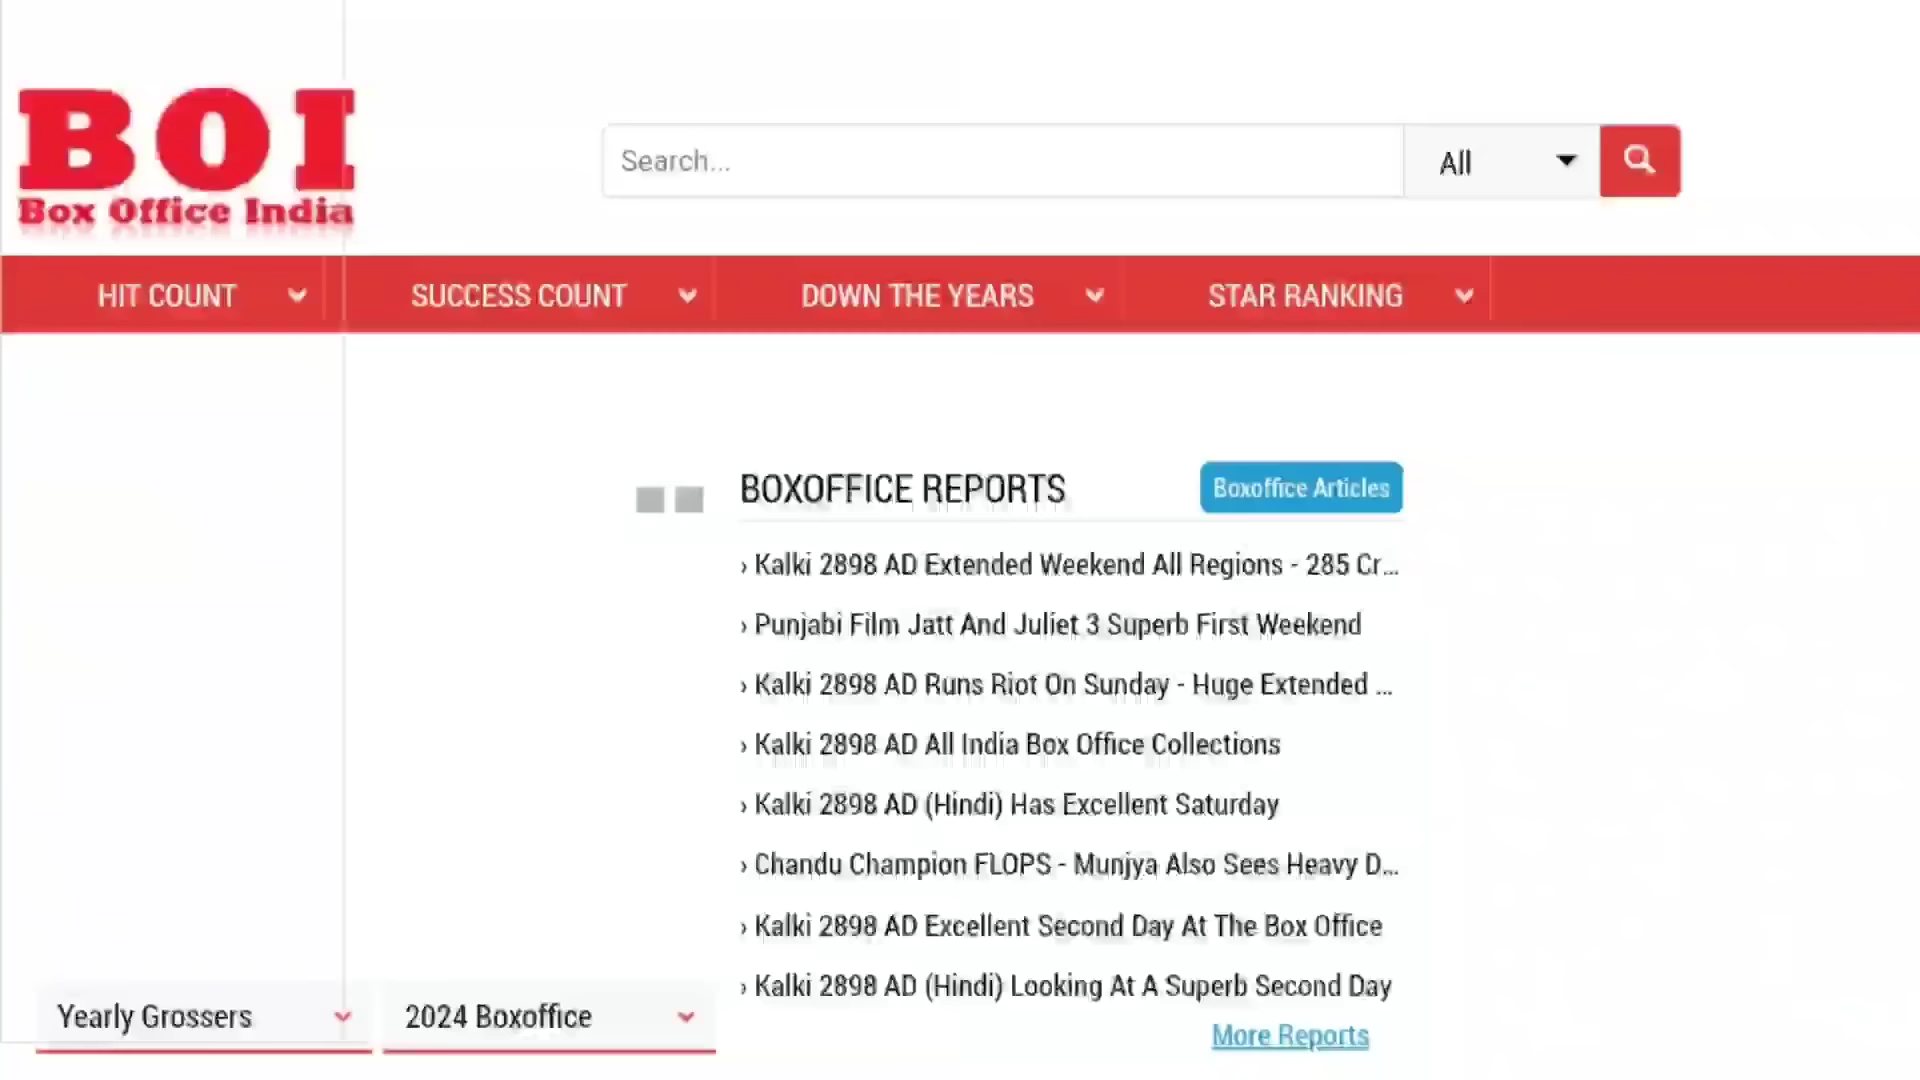 BOI
Box Office India
Search...
All
HIT COUNT
SUCCESS COUNT
DOWN THE YEARS
STAR RANKING
BOXOFFICE REPORTS
Boxoffice Articles
› Kalki 2898 AD Extended Weekend All Regions - 285 Cr...
› Punjabi Film Jatt And Juliet 3 Superb First Weekend
› Kalki 2898 AD Runs Riot On Sunday - Huge Extended ...
› Kalki 2898 AD All India Box Office Collections
› Kalki 2898 AD (Hindi) Has Excellent Saturday
› Chandu Champion FLOPS - Munjya Also Sees Heavy D...
› Kalki 2898 AD Excellent Second Day At The Box Office
› Kalki 2898 AD (Hindi) Looking At A Superb Second Day
Yearly Grossers
2024 Boxoffice
More Reports